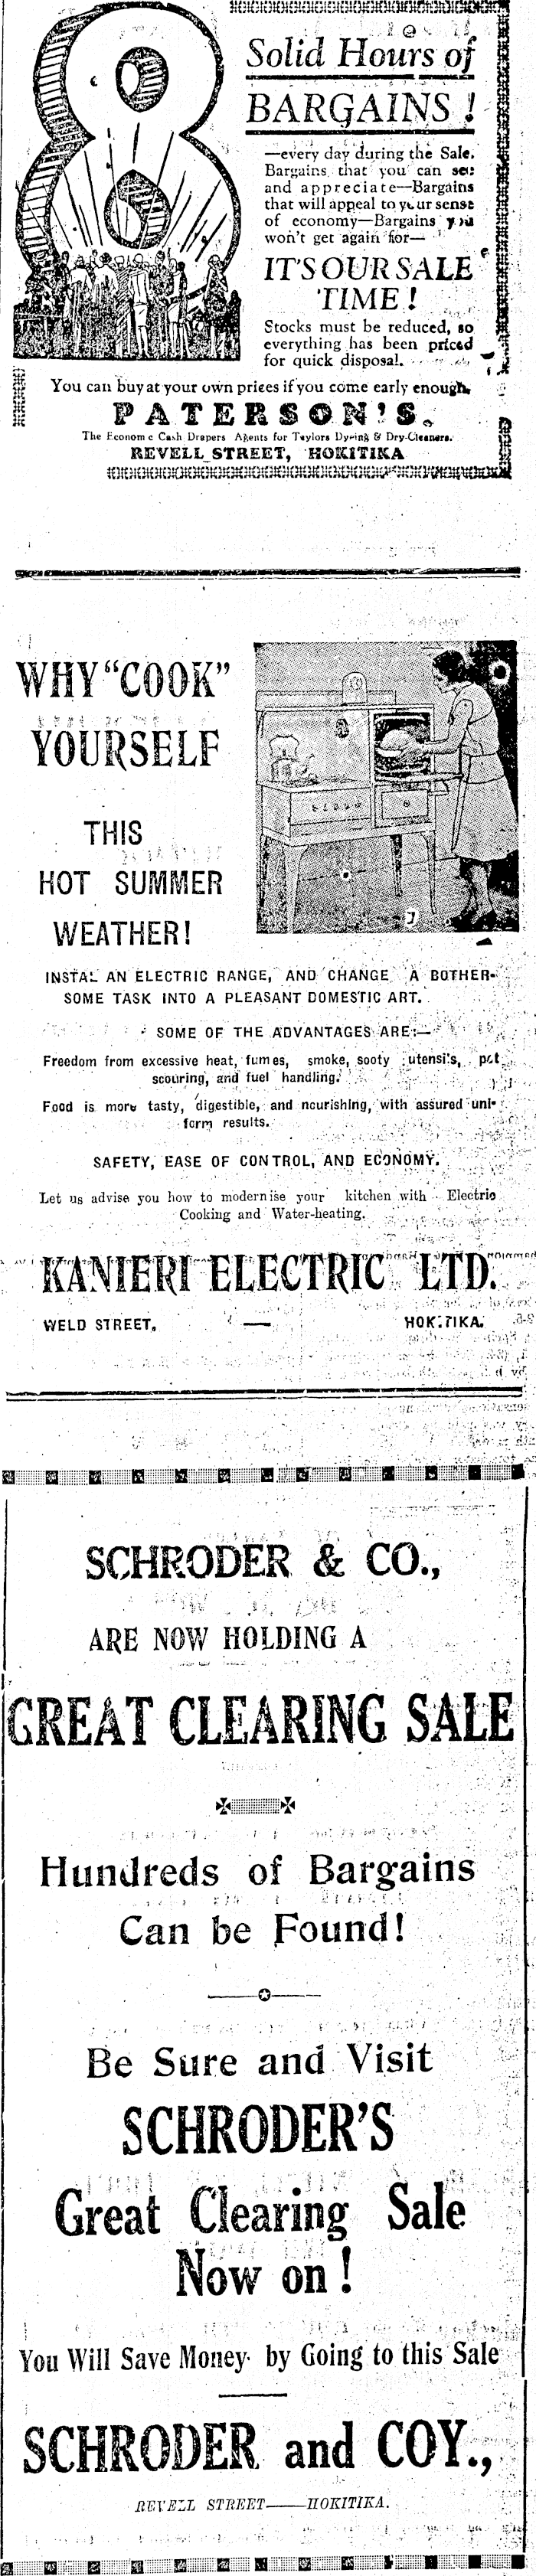 8
Solid Hours of
BARGAINS !
—every day during the Sale.
Bargains that you can see
and appreciate—Bargains
that will appeal to your sense
of economy—Bargains you
won't get again for—
IT'S OUR SALE
TIME !
Stocks must be reduced, so
everything has been priced
for quick disposal.
You can buy at your own prices if you come early enough.
PATERSON'S.
The Econom c Cash Drapers Agents for Taylors Dyeing & Dry-Cleaners.
REVELL STREET, HOKITIKA
WHY "COOK"
YOURSELF
THIS
HOT SUMMER
WEATHER!
INSTAL AN ELECTRIC RANGE, AND CHANGE A BOTHER-
SOME TASK INTO A PLEASANT DOMESTIC ART.
SOME OF THE ADVANTAGES ARE:—
Freedom from excessive heat, fumes, smoke, sooty utensils, pot
scouring, and fuel handling.
Food is more tasty, digestible, and nourishing, with assured uni-
form results.
SAFETY, EASE OF CONTROL, AND ECONOMY.
Let us advise you how to modernise your kitchen with Electric
Cooking and Water-heating.
KANIERI ELECTRIC LTD.
WELD STREET, — HOKITIKA.
SCHRODER & CO.,
ARE NOW HOLDING A
GREAT CLEARING SALE
Hundreds of Bargains
Can be Found!
Be Sure and Visit
SCHRODER'S
Great Clearing Sale
Now on !
You Will Save Money by Going to this Sale
SCHRODER and COY.,
REVELL STREET——HOKITIKA.